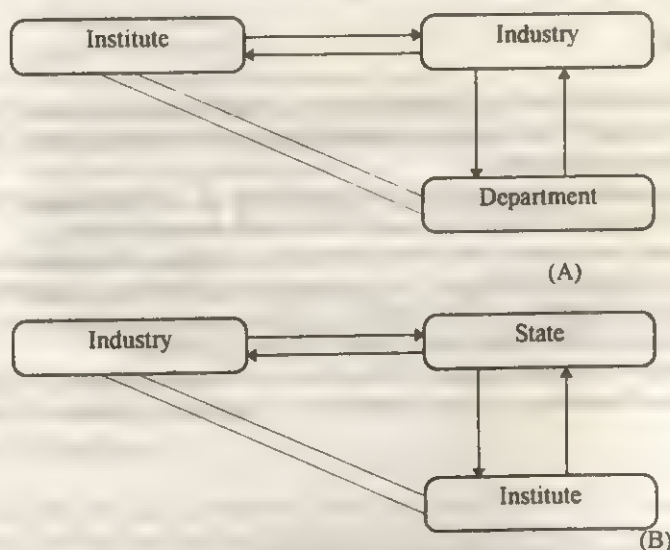 Institute Industry
Department
(A)
Industry State
Institute
(B)